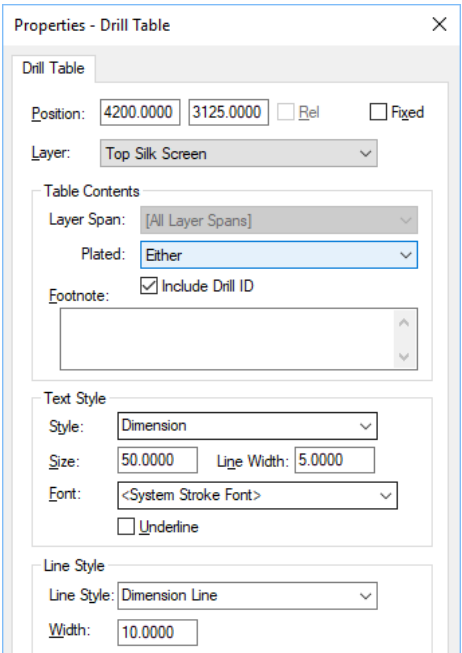 Properties - Drill Table
Drill Table
Position: 4200.0000 3125.0000 Rel Fixed
Layer: Top Silk Screen
Table Contents
Layer Span: [All Layer Spans]
Plated: Either
Include Drill ID
Footnote:
Text Style
Style: Dimension
Size: 50.0000 Line Width: 5.0000
Font: <System Stroke Font>
Underline
Line Style
Line Style: Dimension Line
Width: 10.0000